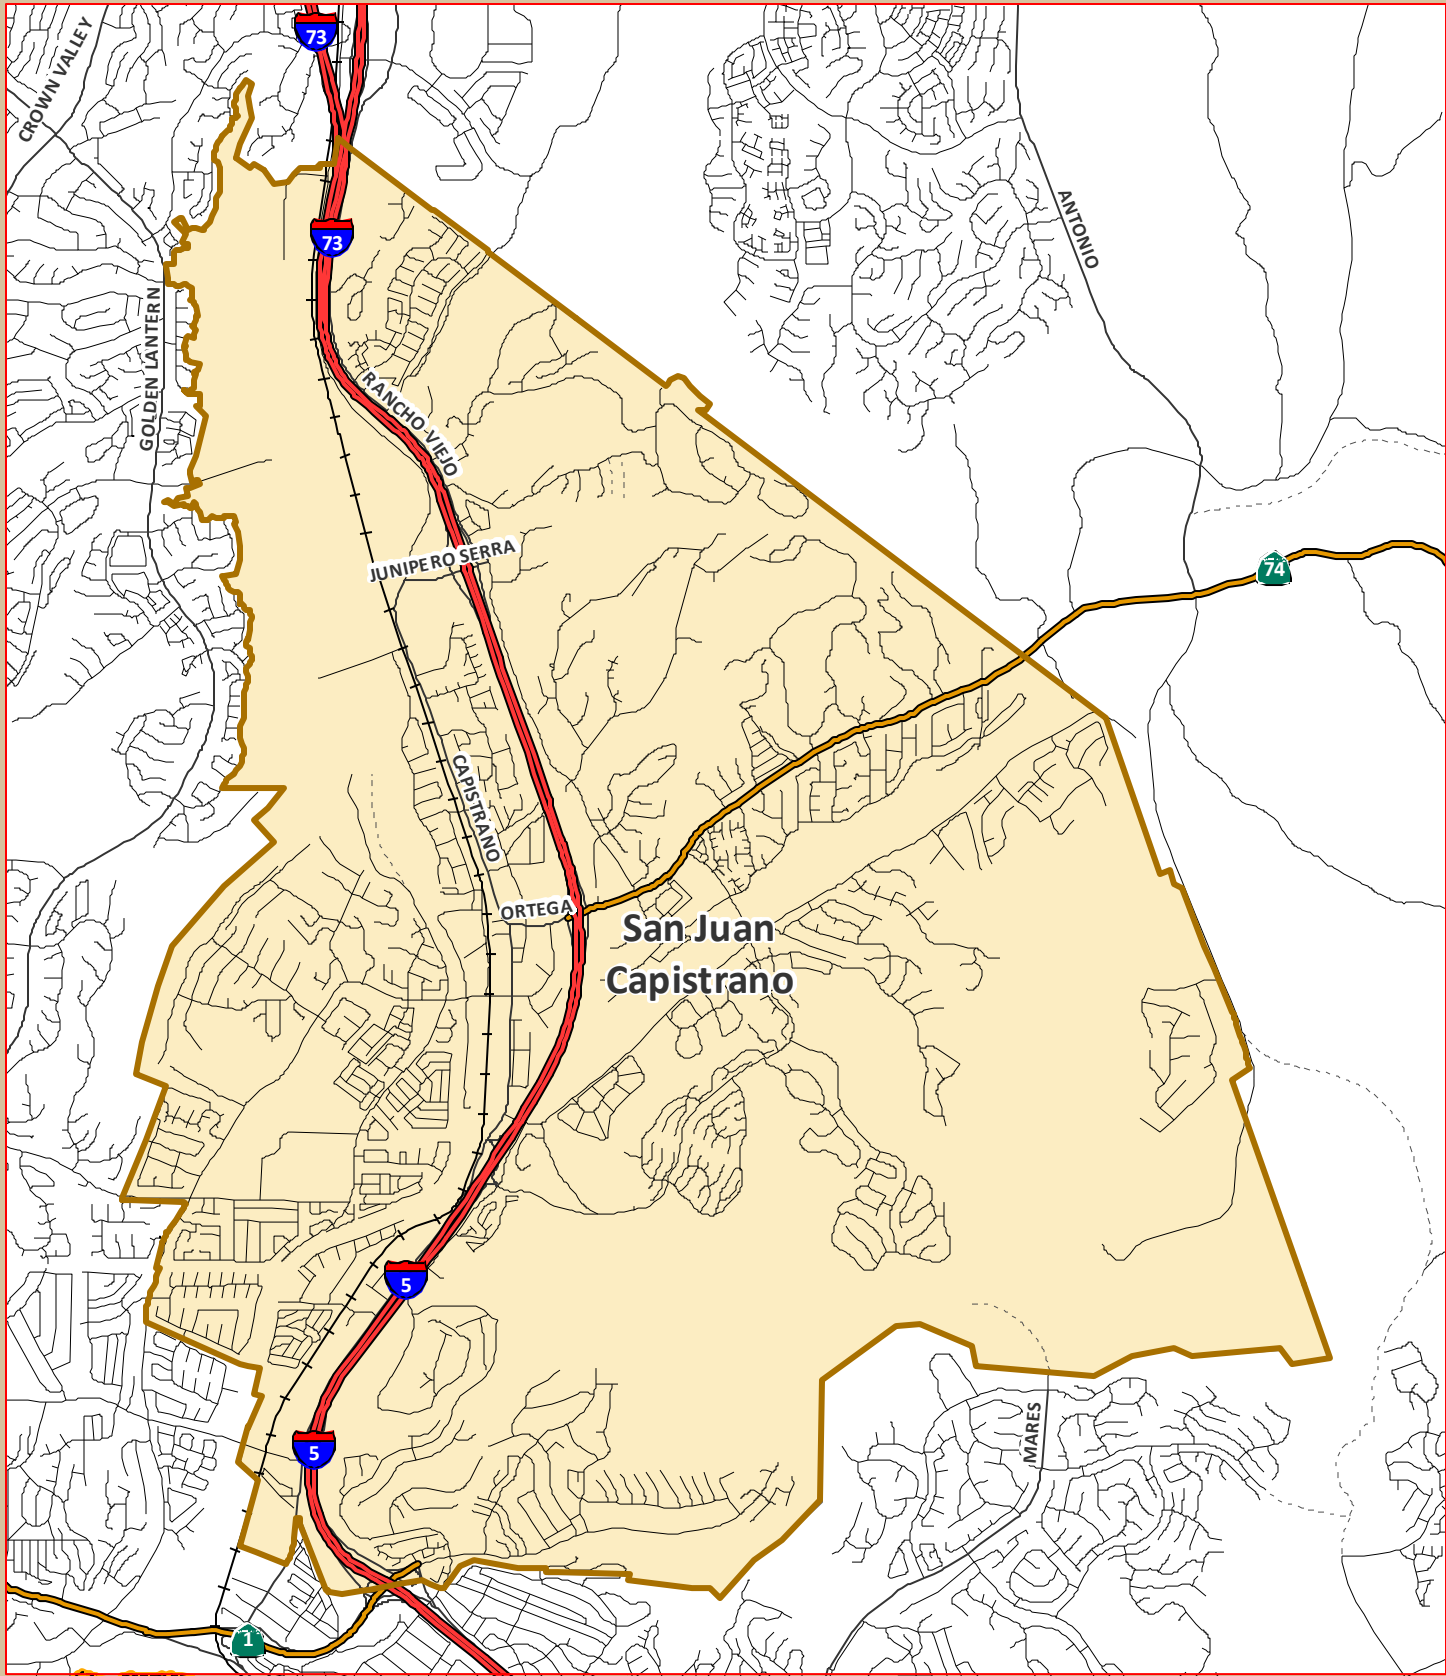 73
CROWN VALLEY
73
ANTONIO
GOLDEN LANTERN
RANCHO VIEJO
JUNIPERO SERRA
74
CAPISTRANO
ORTEGA
San Juan
Capistrano
5
MARES
5
1